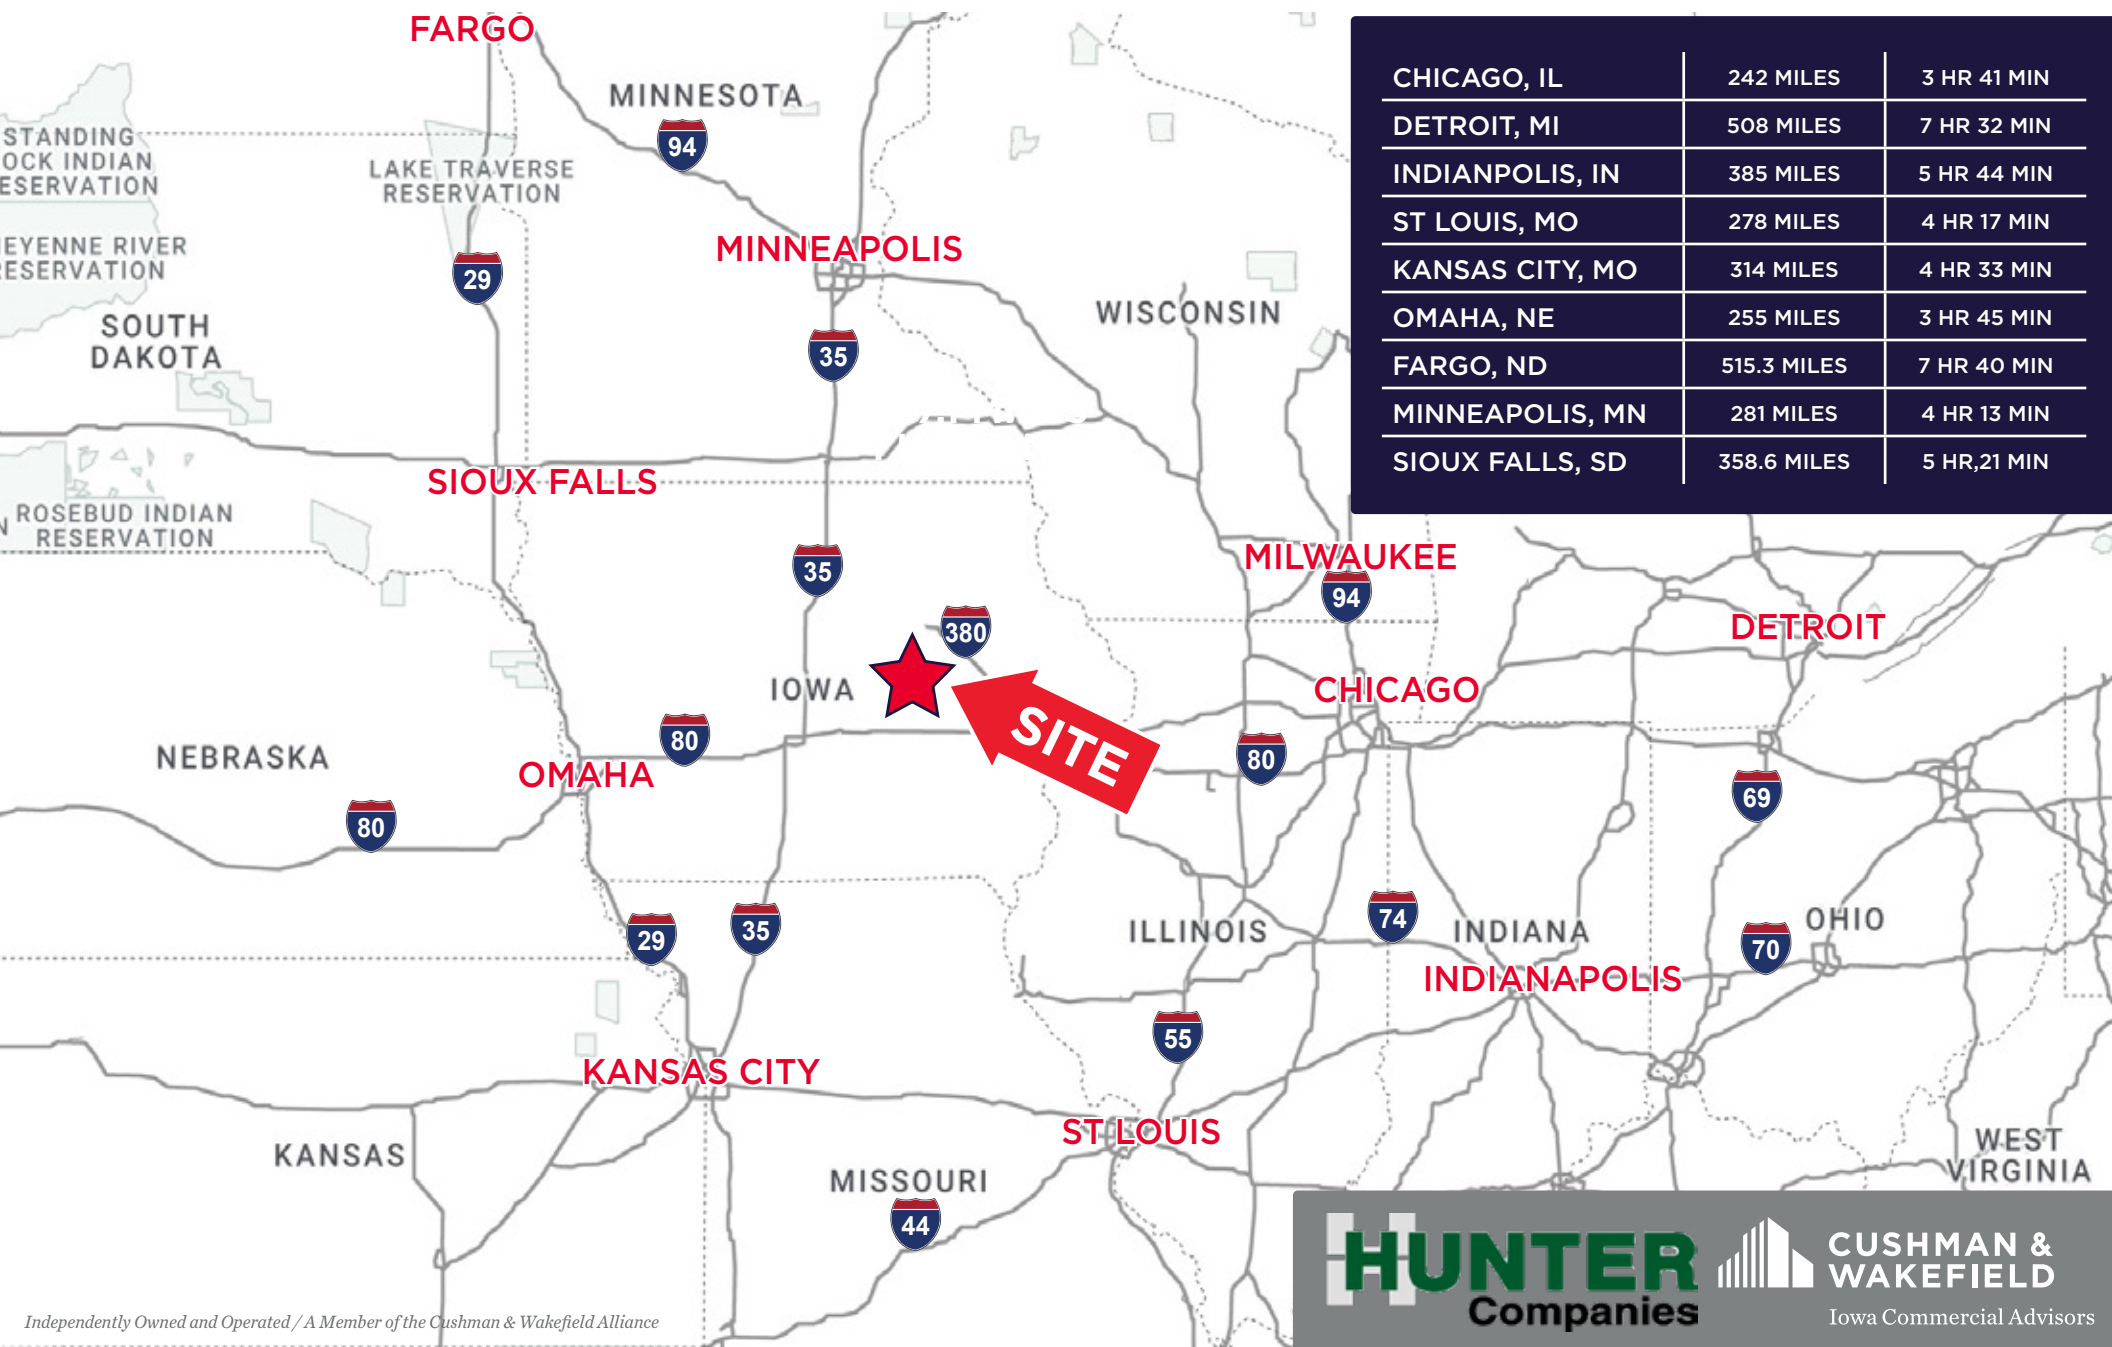 FARGO
MINNESOTA
94
STANDING
OCK INDIAN
ESERVATION
LAKE TRAVERSE
RESERVATION
EYENNE RIVER
ESERVATION
29
MINNEAPOLIS
35
WISCONSIN
SOUTH
DAKOTA
CHICAGO, IL 242 MILES 3 HR 41 MIN
DETROIT, MI 508 MILES 7 HR 32 MIN
INDIANPOLIS, IN 385 MILES 5 HR 44 MIN
ST LOUIS, MO 278 MILES 4 HR 17 MIN
KANSAS CITY, MO 314 MILES 4 HR 33 MIN
OMAHA, NE 255 MILES 3 HR 45 MIN
FARGO, ND 515.3 MILES 7 HR 40 MIN
MINNEAPOLIS, MN 281 MILES 4 HR 13 MIN
SIOUX FALLS, SD 358.6 MILES 5 HR,21 MIN
SIOUX FALLS
N ROSEBUD INDIAN
RESERVATION
35
MILWAUKEE
94
380
DETROIT
IOWA
CHICAGO
SITE
80
80
NEBRASKA
OMAHA
80
69
29
35
ILLINOIS
74
INDIANA
OHIO
70
INDIANAPOLIS
55
KANSAS CITY
ST LOUIS
KANSAS
MISSOURI
44
WEST
VIRGINIA
HUNTER
Companies
CUSHMAN &
WAKEFIELD
Iowa Commercial Advisors
Independently Owned and Operated / A Member of the Cushman & Wakefield Alliance